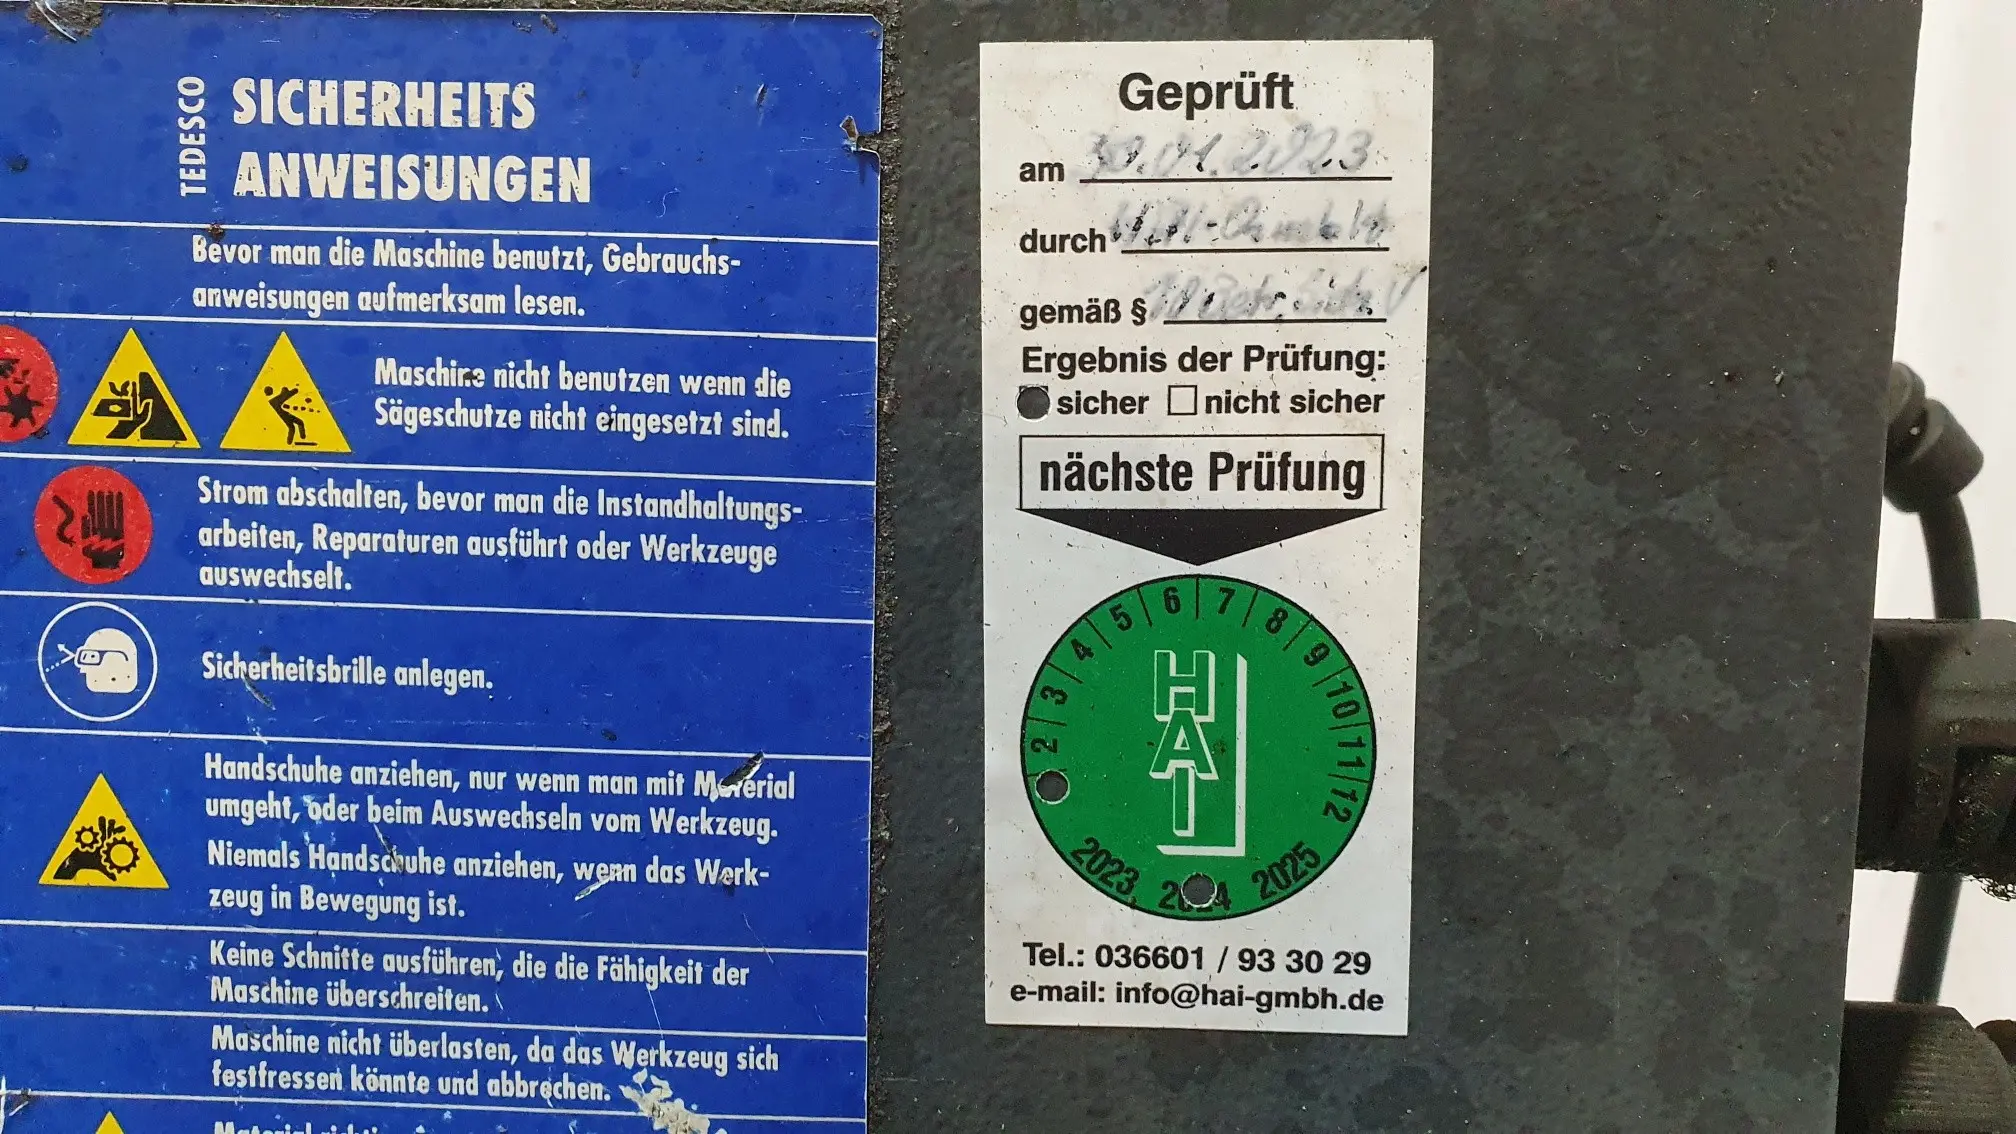 TEDESCO
SICHERHEITS
ANWEISUNGEN
Bevor man die Maschine benutzt, Gebrauchs-
anweisungen aufmerksam lesen.
Maschine nicht benutzen wenn die
Sägeschutze nicht eingesetzt sind.
Strom abschalten, bevor man die Instandhaltungs-
arbeiten, Reparaturen ausführt oder Werkzeuge
auswechselt.
Sicherheitsbrille anlegen.
Handschuhe anziehen, nur wenn man mit Material
umgeht, oder beim Auswechseln vom Werkzeug.
Niemals Handschuhe anziehen, wenn das Werk-
zeug in Bewegung ist.
Keine Schnitte ausführen, die die Fähigkeit der
Maschine überschreiten.
Maschine nicht überlasten, da das Werkzeug sich
festfressen könnte und abbrechen.
Material
Geprüft
am 30.01.2023
durch
gemäß §
Ergebnis der Prüfung:
sicher nicht sicher
nächste Prüfung
2 3 4 5 6 7 8 9 10 11 12
HAI
2023 2024 2025
Tel.: 036601 / 93 30 29
e-mail: info@hai-gmbh.de